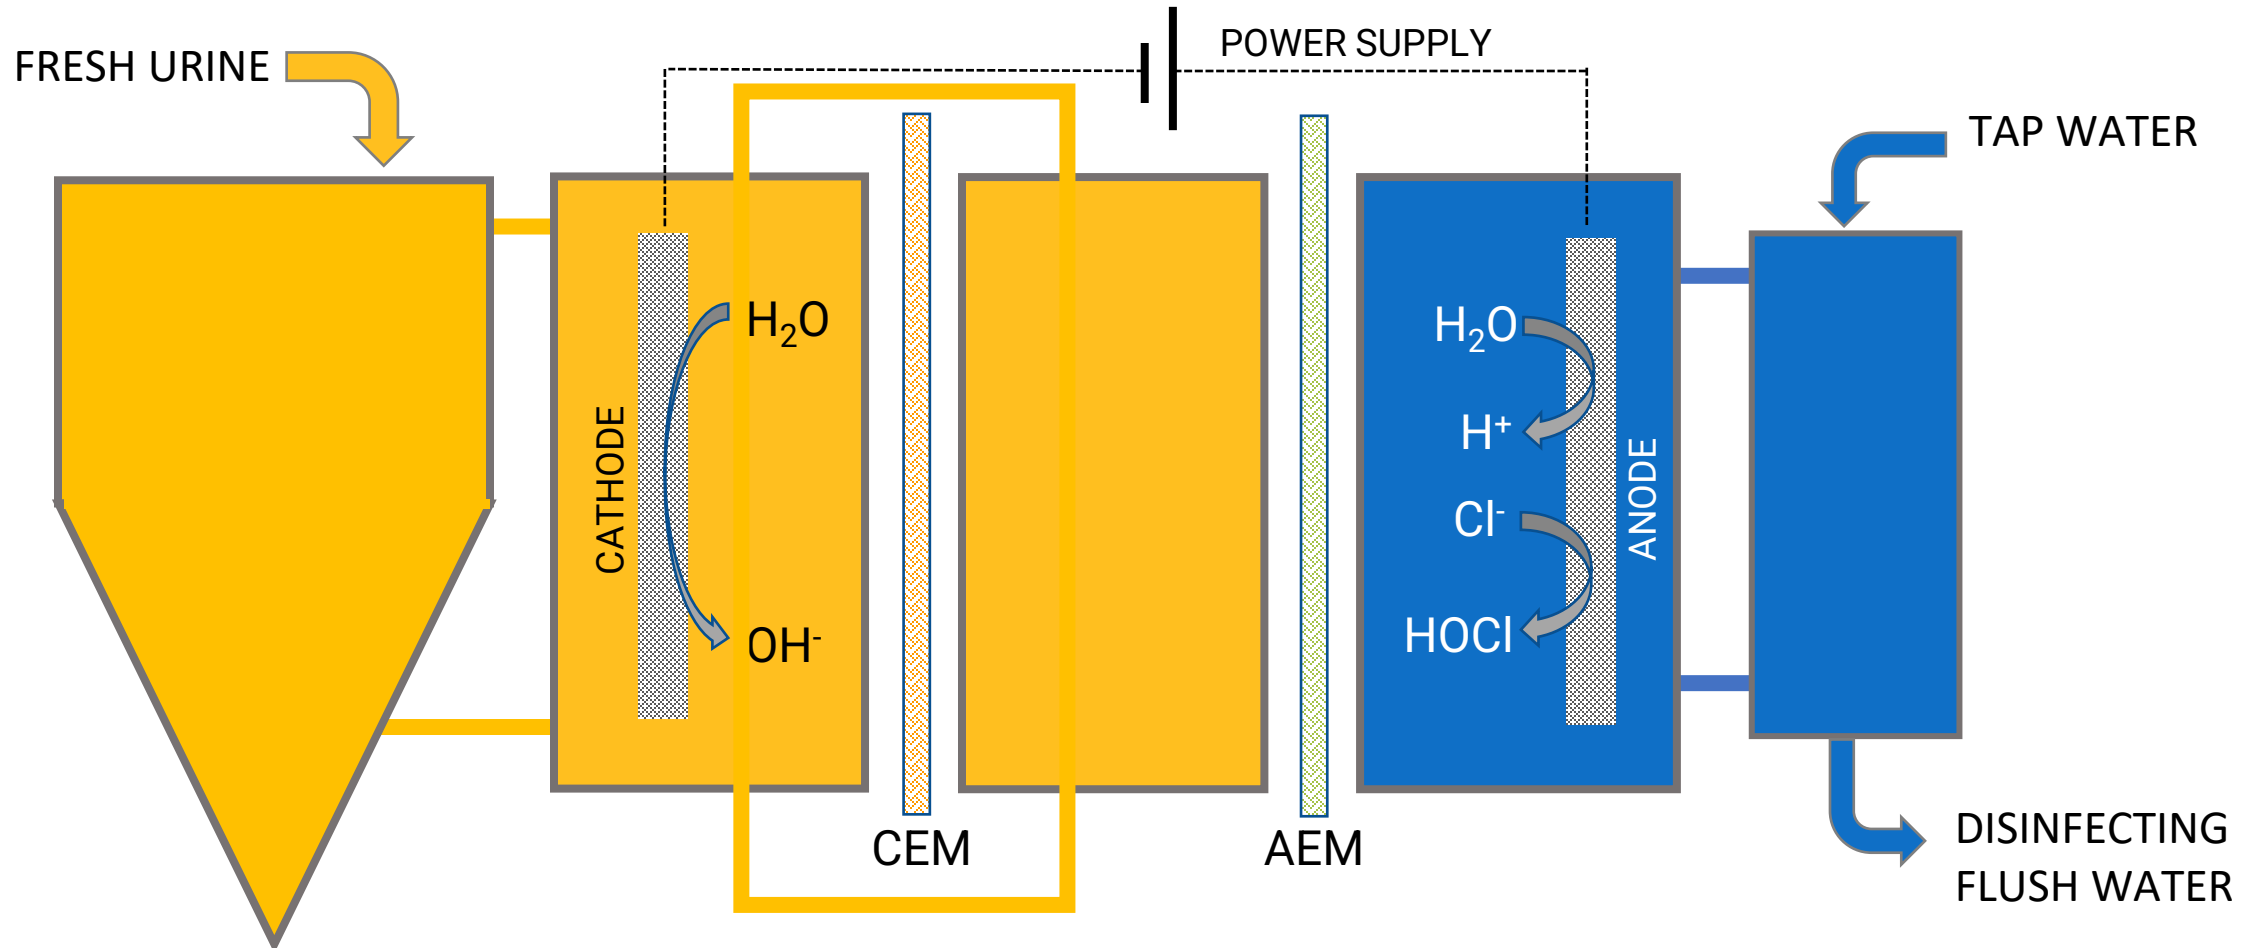 FRESH URINE
POWER SUPPLY
TAP WATER
H₂O
H₂O
CATHODE
H⁺
ANODE
Cl⁻
OH⁻
HOCl
CEM
AEM
DISINFECTING
FLUSH WATER